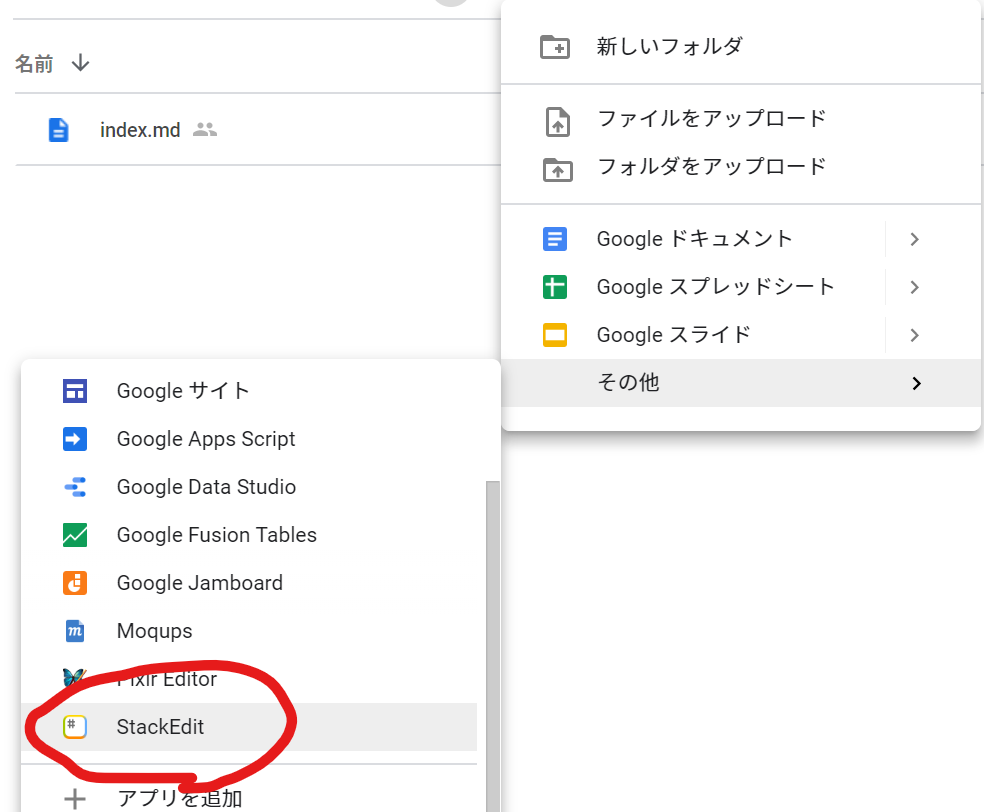 名前
index.md
新しいフォルダ
ファイルをアップロード
フォルダをアップロード
Google ドキュメント
Google スプレッドシート
Google スライド
その他
Google サイト
Google Apps Script
Google Data Studio
Google Fusion Tables
Google Jamboard
Moqups
Pixlr Editor
StackEdit
アプリを追加